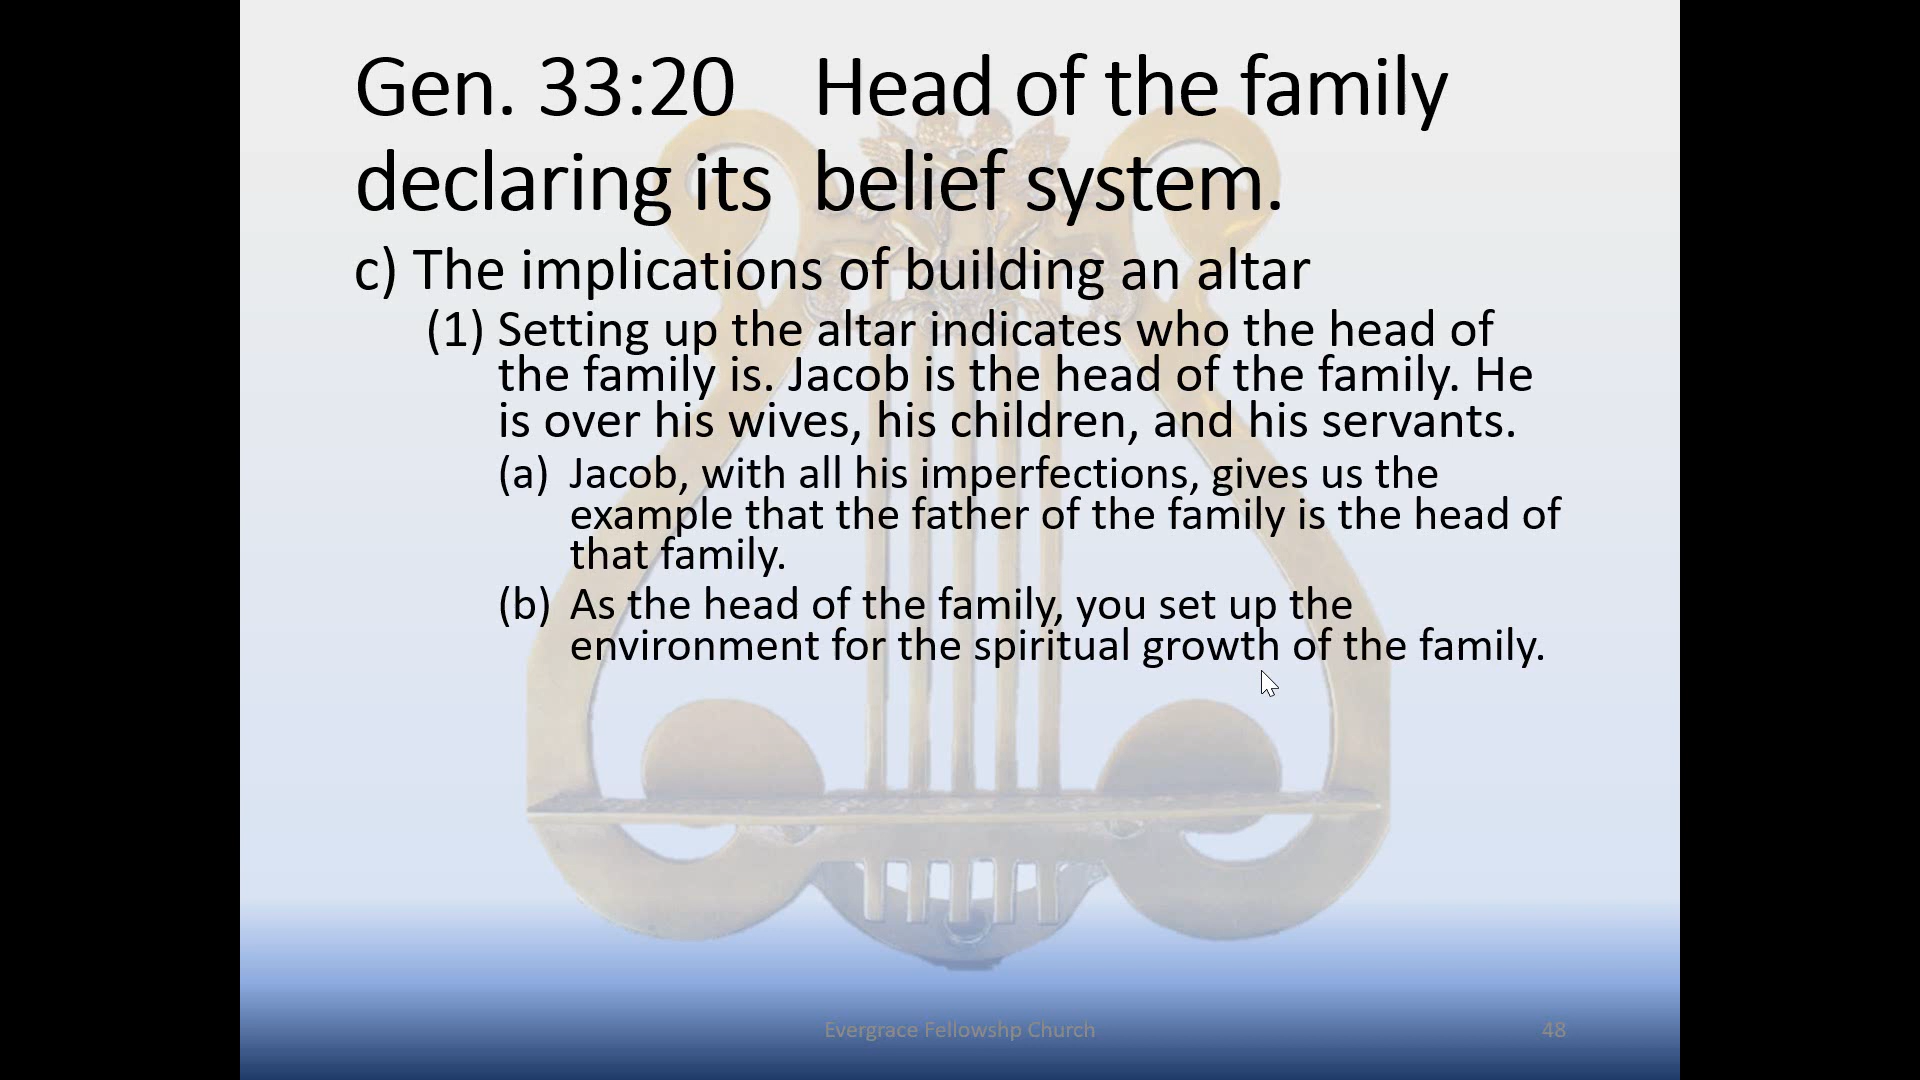 Gen. 33:20    Head of the family
declaring its  belief system.
c) The implications of building an altar
(1) Setting up the altar indicates who the head of
the family is. Jacob is the head of the family. He
is over his wives, his children, and his servants.
(a) Jacob, with all his imperfections, gives us the
example that the father of the family is the head of
that family.
(b) As the head of the family, you set up the
environment for the spiritual growth of the family.
Evergrace Fellowshp Church 48